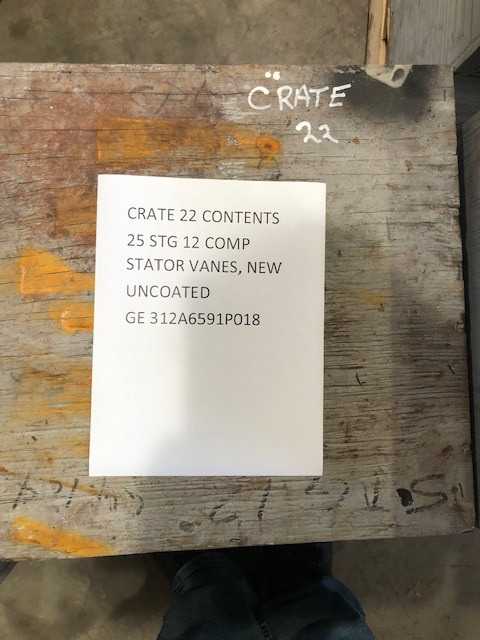 CRATE
22
CRATE 22 CONTENTS
25 STG 12 COMP
STATOR VANES, NEW
UNCOATED
GE 312A6591P018